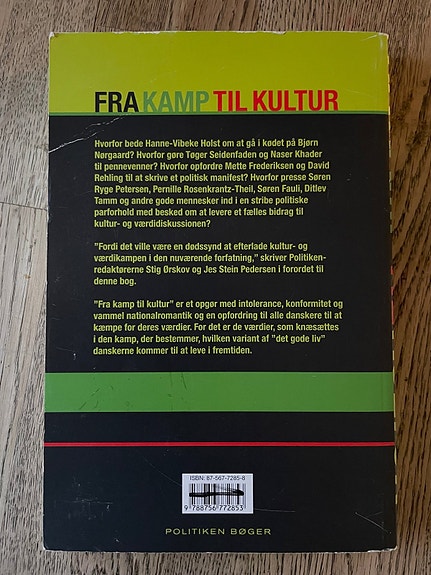 FRA KAMP TIL KULTUR
Hvorfor bede Hanne-Vibeke Holst om at gå i kødet på Bjørn
Nørgaard? Hvorfor gøre Tøger Seidenfaden og Naser Khader
til pennevenner? Hvorfor opfordre Mette Frederiksen og David
Rehling til at skrive et politisk manifest? Hvorfor presse Søren
Ryge Petersen, Pernille Rosenkrantz-Theil, Søren Fauli, Ditlev
Tamm og andre gode mennesker ind i en stribe politiske
parforhold med besked om at levere et fælles bidrag til
kultur- og værdidiskussionen?
"Fordi det ville være en dødssynd at efterlade kultur- og
værdikampen i den nuværende forfatning," skriver Politiken-
redaktørerne Stig Ørskov og Jes Stein Pedersen i forordet til
denne bog.
"Fra kamp til kultur" er et opgør med intolerance, konformitet og
vammel nationalromantik og en opfordring til alle danskere til at
kæmpe for deres værdier. For det er de værdier, som knæsættes
i den kamp, der bestemmer, hvilken variant af "det gode liv"
danskerne kommer til at leve i fremtiden.
ISBN: 87-567-7285-8
9 788756 772853
POLITIKEN BØGER